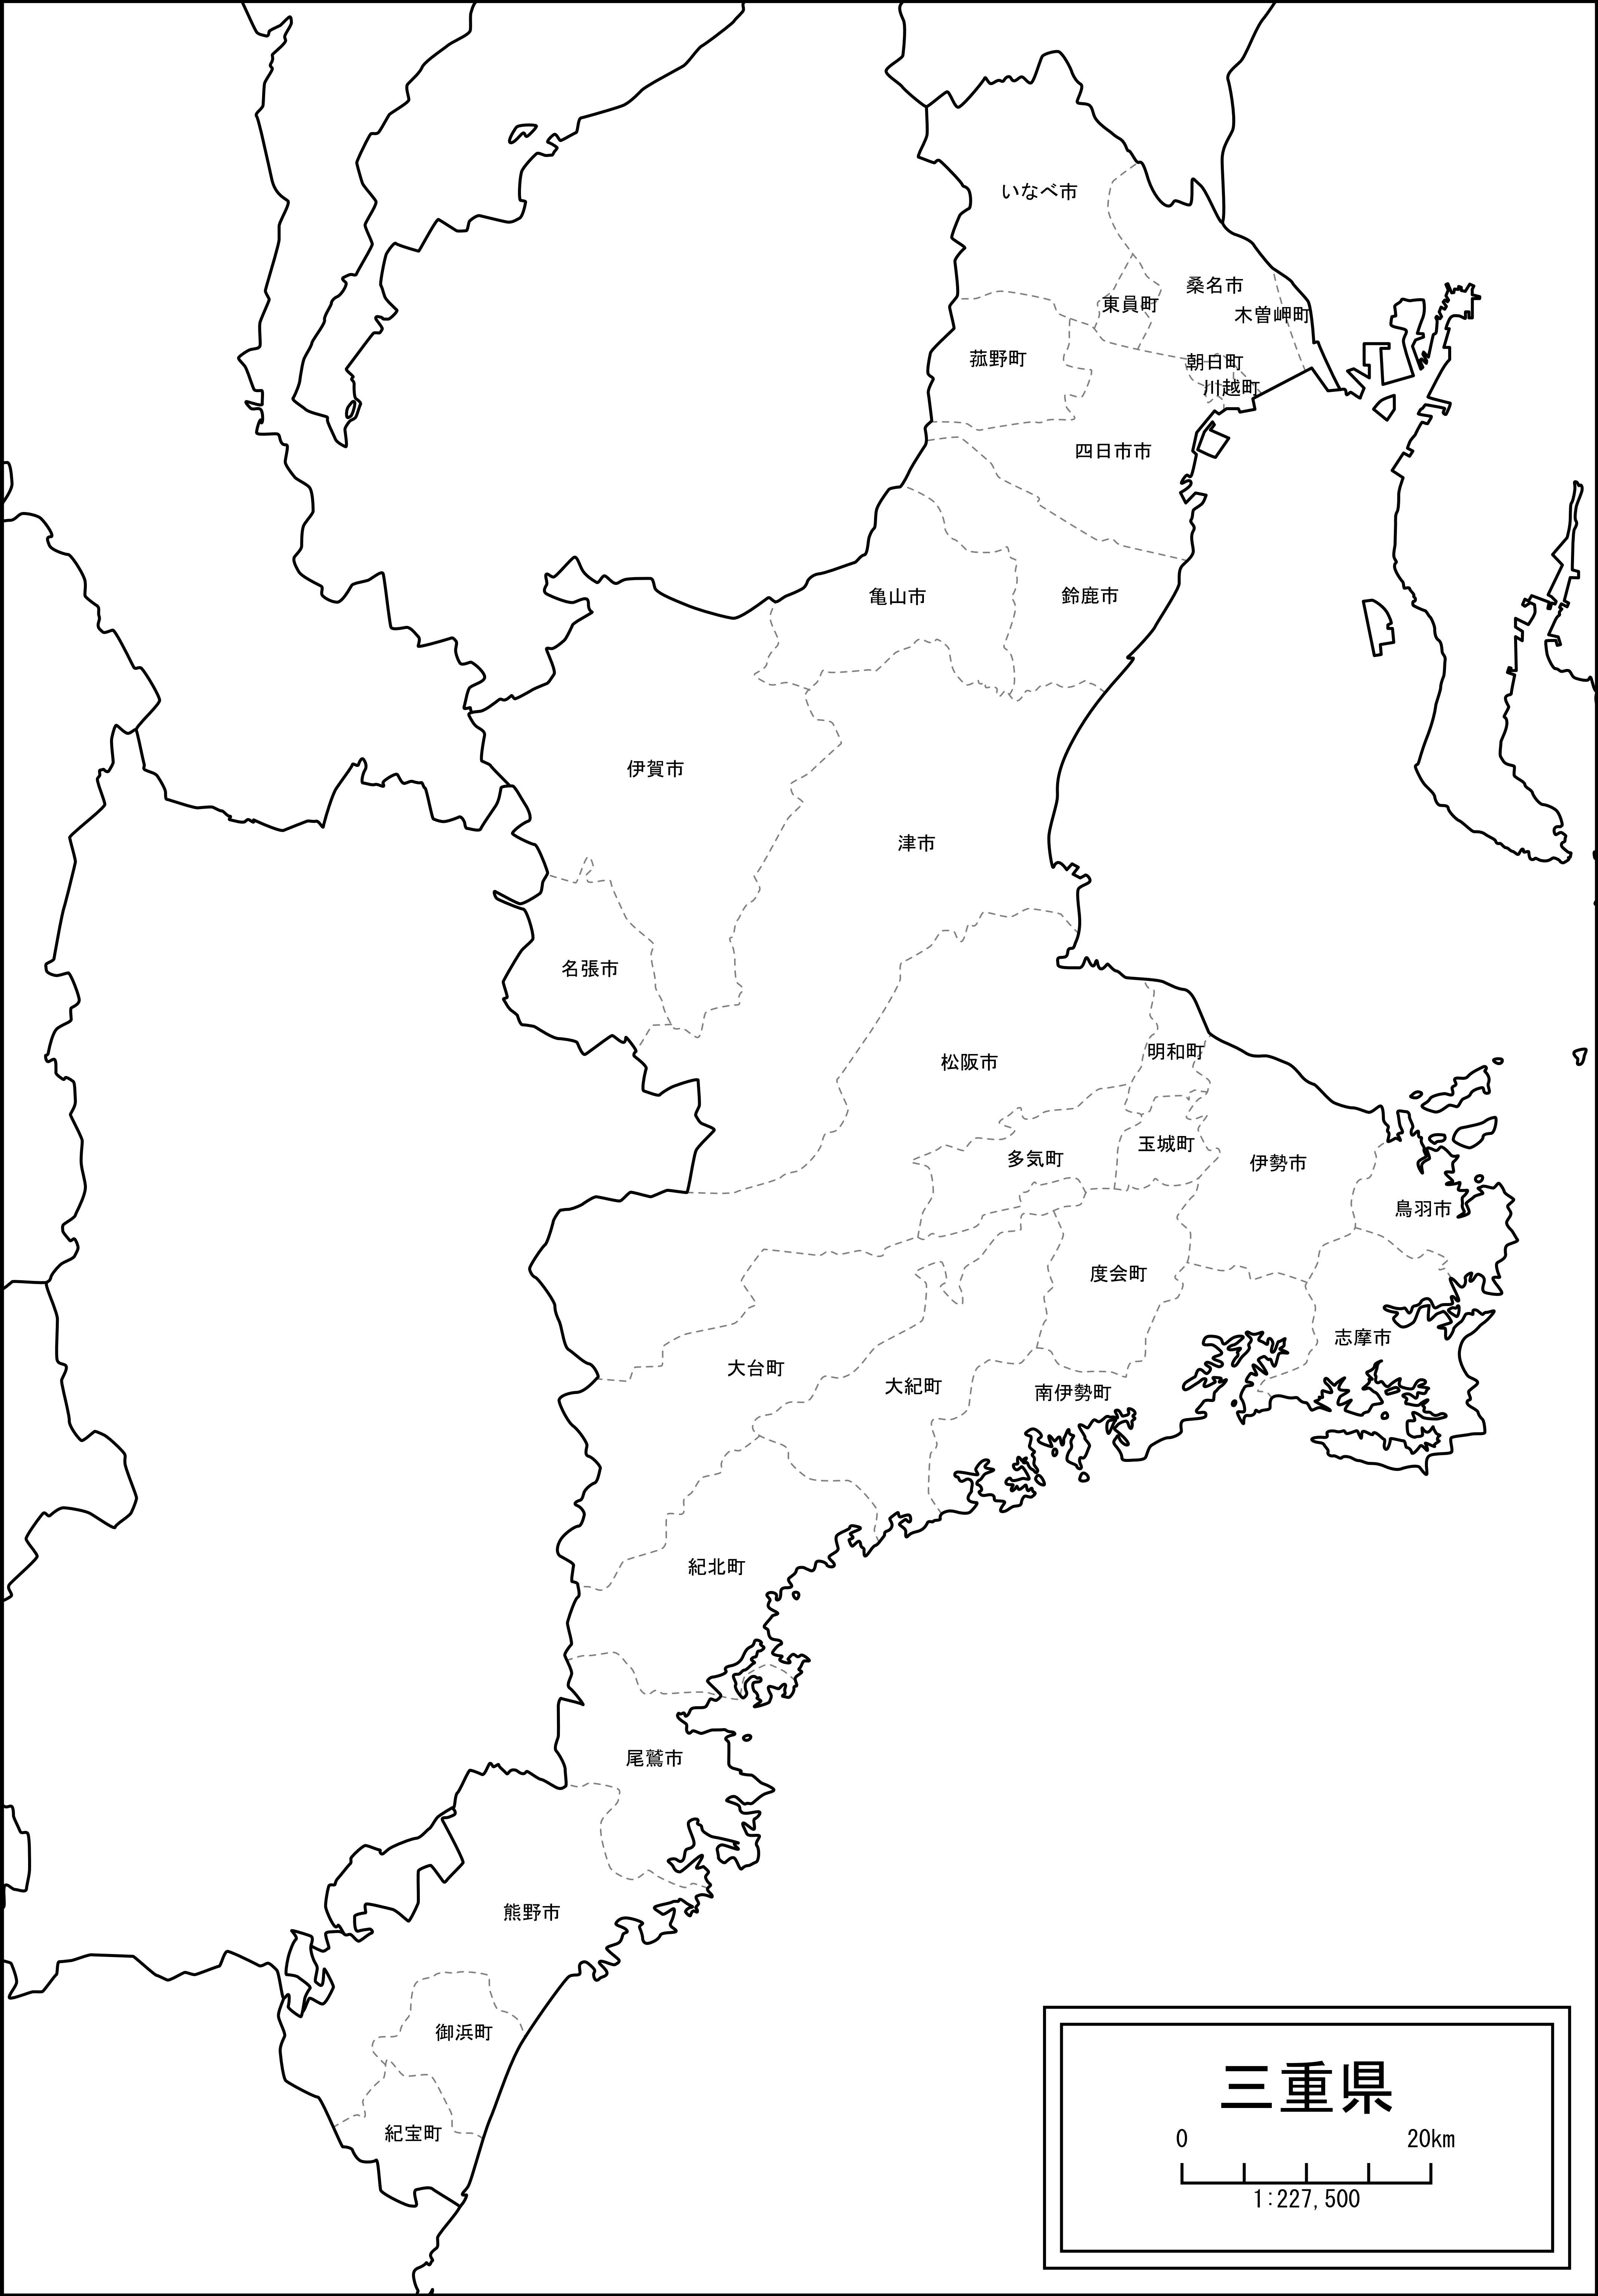 いなべ市
桑名市
東員町
木曽岬町
菰野町
朝日町
川越町
四日市市
亀山市
鈴鹿市
伊賀市
津市
名張市
松阪市
明和町
玉城町
多気町
伊勢市
鳥羽市
度会町
志摩市
大台町
大紀町
南伊勢町
紀北町
尾鷲市
熊野市
御浜町
紀宝町
三重県
0 20km
1:227,500